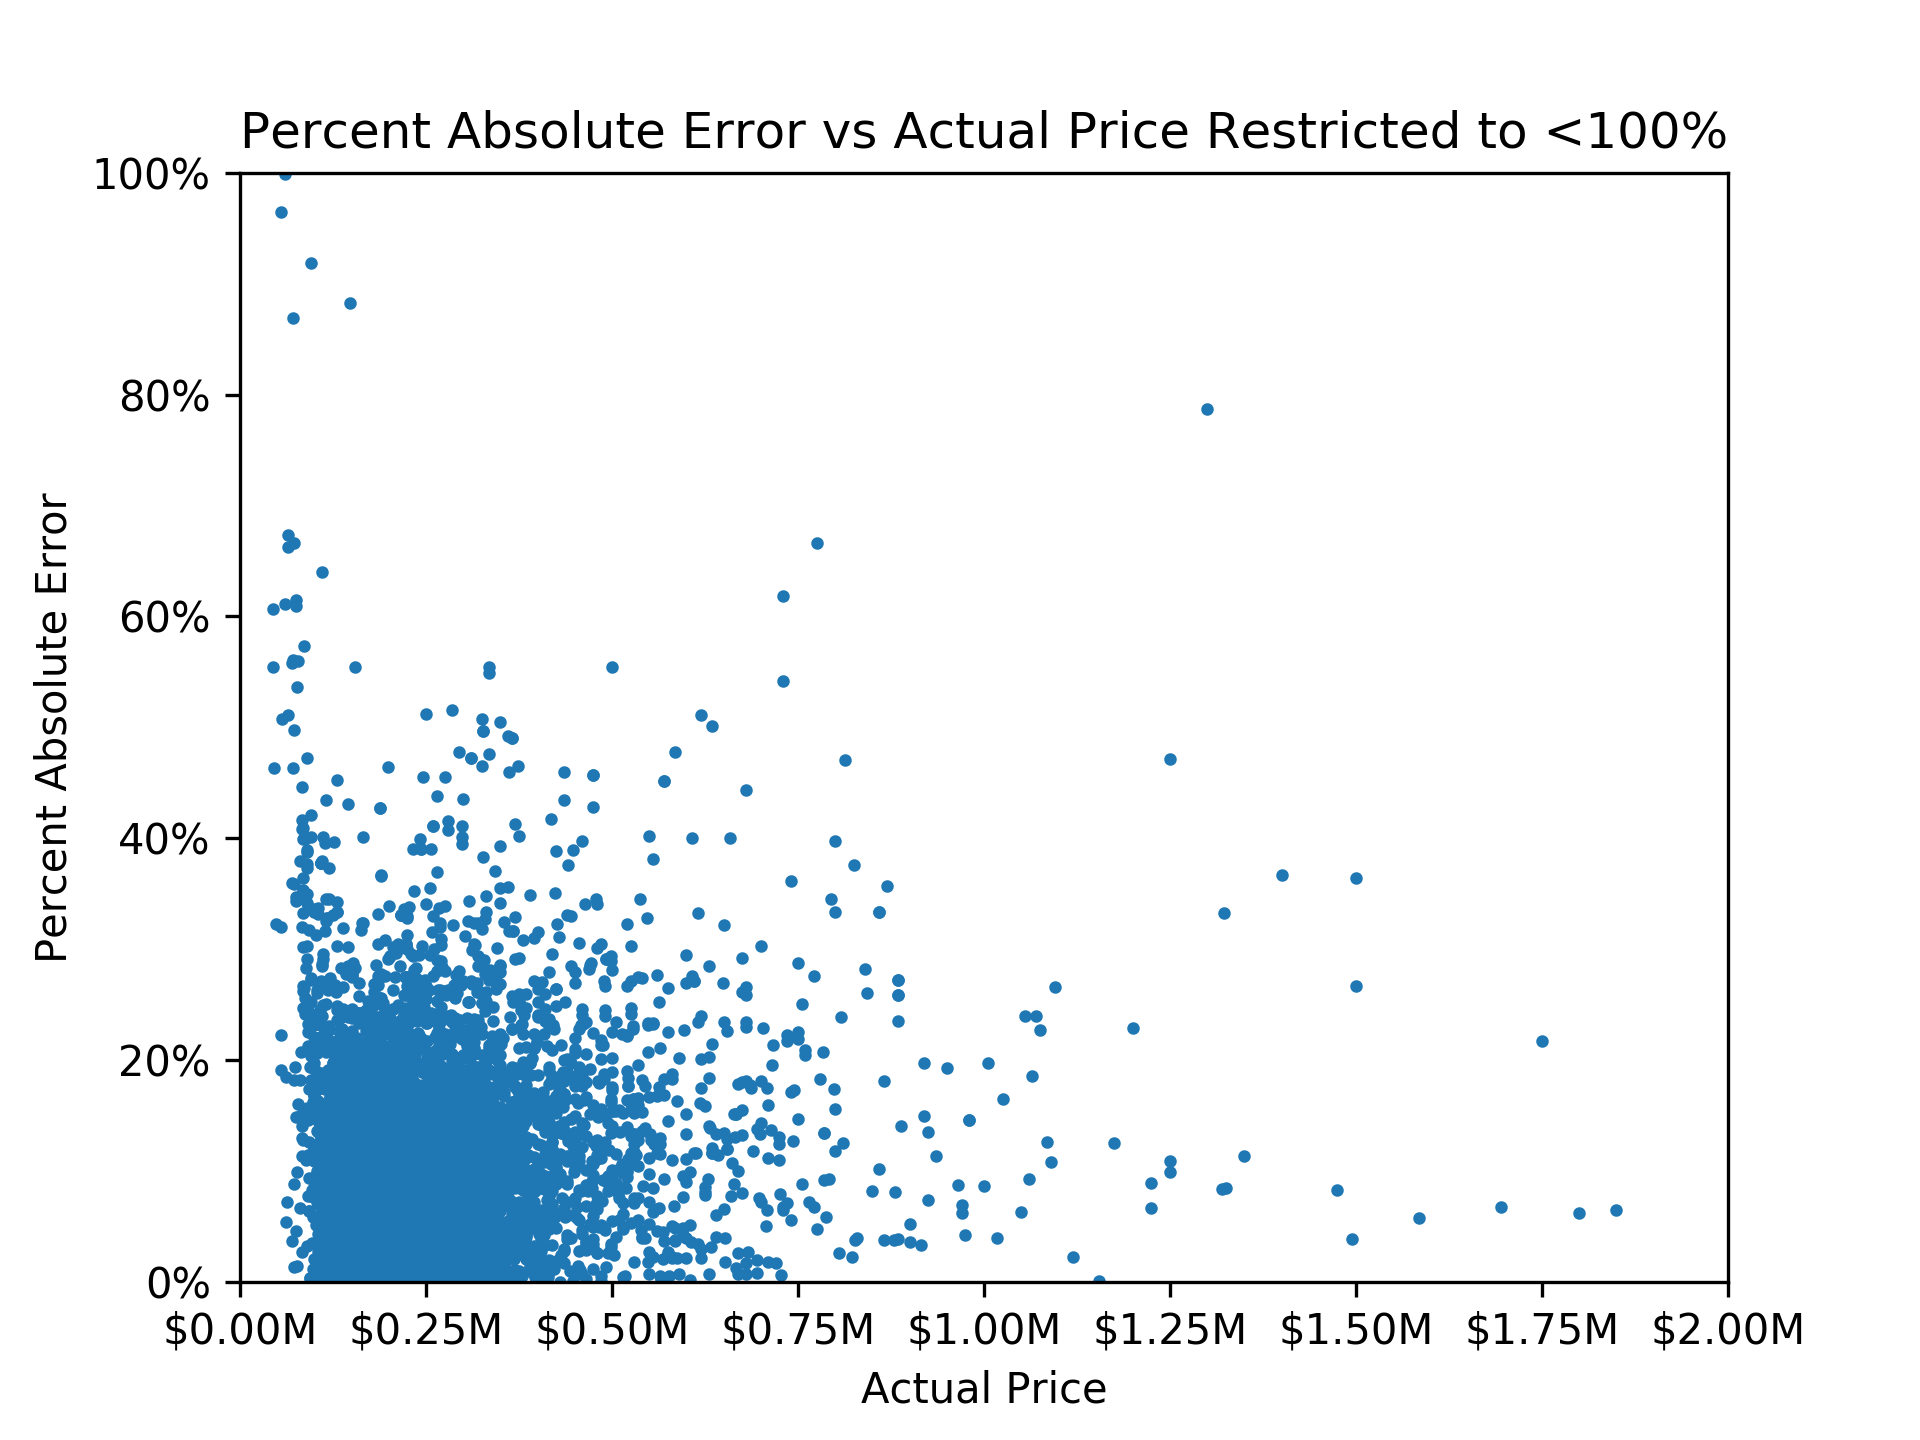 Percent Absolute Error vs Actual Price Restricted to <100%
100%
80%
60%
40%
20%
0%
Percent Absolute Error
$0.00M $0.25M $0.50M $0.75M $1.00M $1.25M $1.50M $1.75M $2.00M
Actual Price